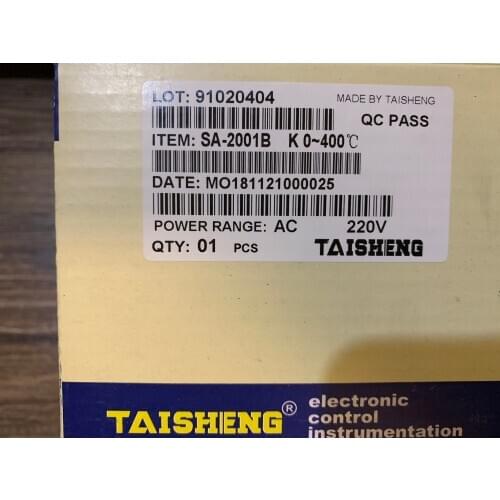 LOT: 91020404
MADE BY TAISHENG
QC PASS
ITEM: SA-2001B K 0~400℃
DATE: MO181121000025
POWER RANGE: AC 220V
QTY: 01 PCS TAISHENG
TAISHENG®
electronic
control
instrumentation